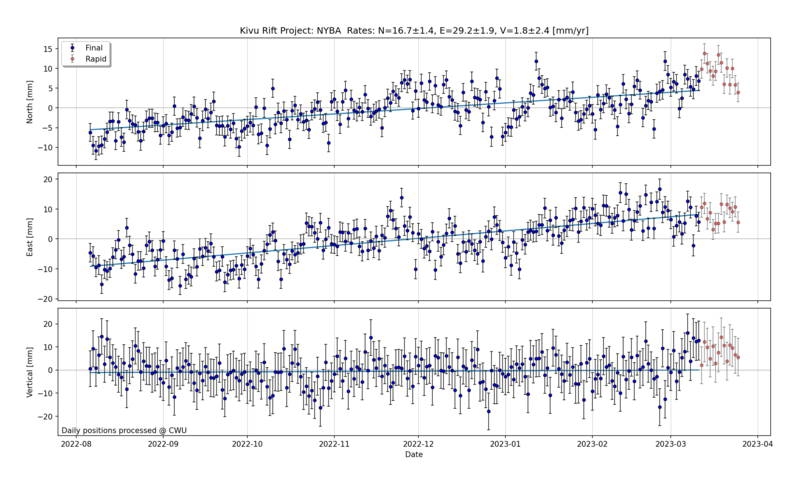 Kivu Rift Project: NYBA Rates: N=16.7±1.4, E=29.2±1.9, V=1.8±2.4 [mm/yr]
Final
Rapid
15
10
5
0
−5
−10
North [mm]
20
10
0
−10
−20
East [mm]
20
10
0
−10
−20
Vertical [mm]
Daily positions processed @ CWU
2022-08 2022-09 2022-10 2022-11 2022-12 2023-01 2023-02 2023-03 2023-04
Date